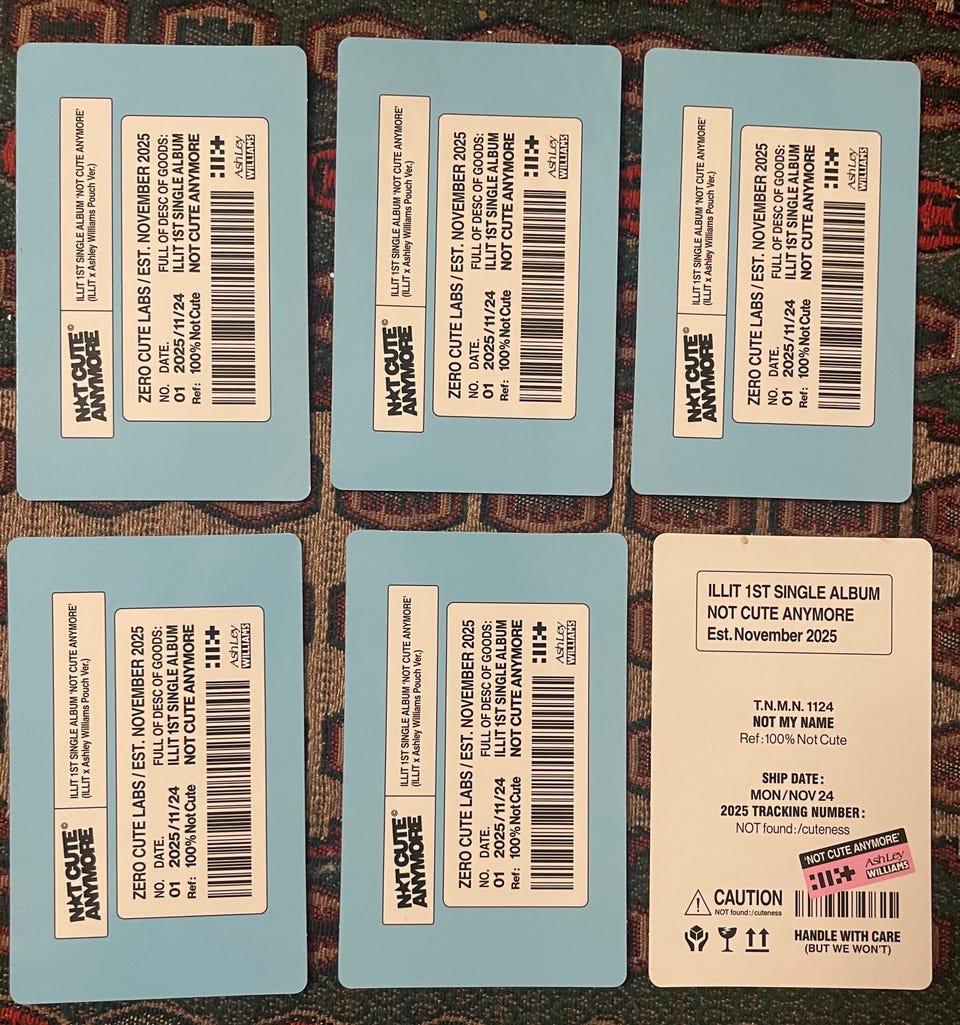 ILLIT 1ST SINGLE ALBUM 'NOT CUTE ANYMORE'
(ILLIT x Ashley Williams Pouch Ver.)
NOT CUTE
ANYMORE
ZERO CUTE LABS / EST. NOVEMBER 2025
NO. DATE. FULL OF DESC OF GOODS:
01 2025/11/24 ILLIT 1ST SINGLE ALBUM
Ref: 100% Not Cute NOT CUTE ANYMORE
AshLey
WILLIAMS
ILLIT 1ST SINGLE ALBUM 'NOT CUTE ANYMORE'
(ILLIT x Ashley Williams Pouch Ver.)
NOT CUTE
ANYMORE
ZERO CUTE LABS / EST. NOVEMBER 2025
NO. DATE. FULL OF DESC OF GOODS:
01 2025/11/24 ILLIT 1ST SINGLE ALBUM
Ref: 100% Not Cute NOT CUTE ANYMORE
AshLey
WILLIAMS
ILLIT 1ST SINGLE ALBUM 'NOT CUTE ANYMORE'
(ILLIT x Ashley Williams Pouch Ver.)
NOT CUTE
ANYMORE
ZERO CUTE LABS / EST. NOVEMBER 2025
NO. DATE. FULL OF DESC OF GOODS:
01 2025/11/24 ILLIT 1ST SINGLE ALBUM
Ref: 100% Not Cute NOT CUTE ANYMORE
AshLey
WILLIAMS
ILLIT 1ST SINGLE ALBUM 'NOT CUTE ANYMORE'
(ILLIT x Ashley Williams Pouch Ver.)
NOT CUTE
ANYMORE
ZERO CUTE LABS / EST. NOVEMBER 2025
NO. DATE. FULL OF DESC OF GOODS:
01 2025/11/24 ILLIT 1ST SINGLE ALBUM
Ref: 100% Not Cute NOT CUTE ANYMORE
AshLey
WILLIAMS
ILLIT 1ST SINGLE ALBUM 'NOT CUTE ANYMORE'
(ILLIT x Ashley Williams Pouch Ver.)
NOT CUTE
ANYMORE
ZERO CUTE LABS / EST. NOVEMBER 2025
NO. DATE. FULL OF DESC OF GOODS:
01 2025/11/24 ILLIT 1ST SINGLE ALBUM
Ref: 100% Not Cute NOT CUTE ANYMORE
AshLey
WILLIAMS
ILLIT 1ST SINGLE ALBUM
NOT CUTE ANYMORE
Est. November 2025
T.N.M.N. 1124
NOT MY NAME
Ref:100% Not Cute
SHIP DATE:
MON/NOV 24
2025 TRACKING NUMBER:
NOT found:/cuteness
'NOT CUTE ANYMORE'
AshLey
WILLIAMS
CAUTION
NOT found:/cuteness
HANDLE WITH CARE
(BUT WE WON'T)